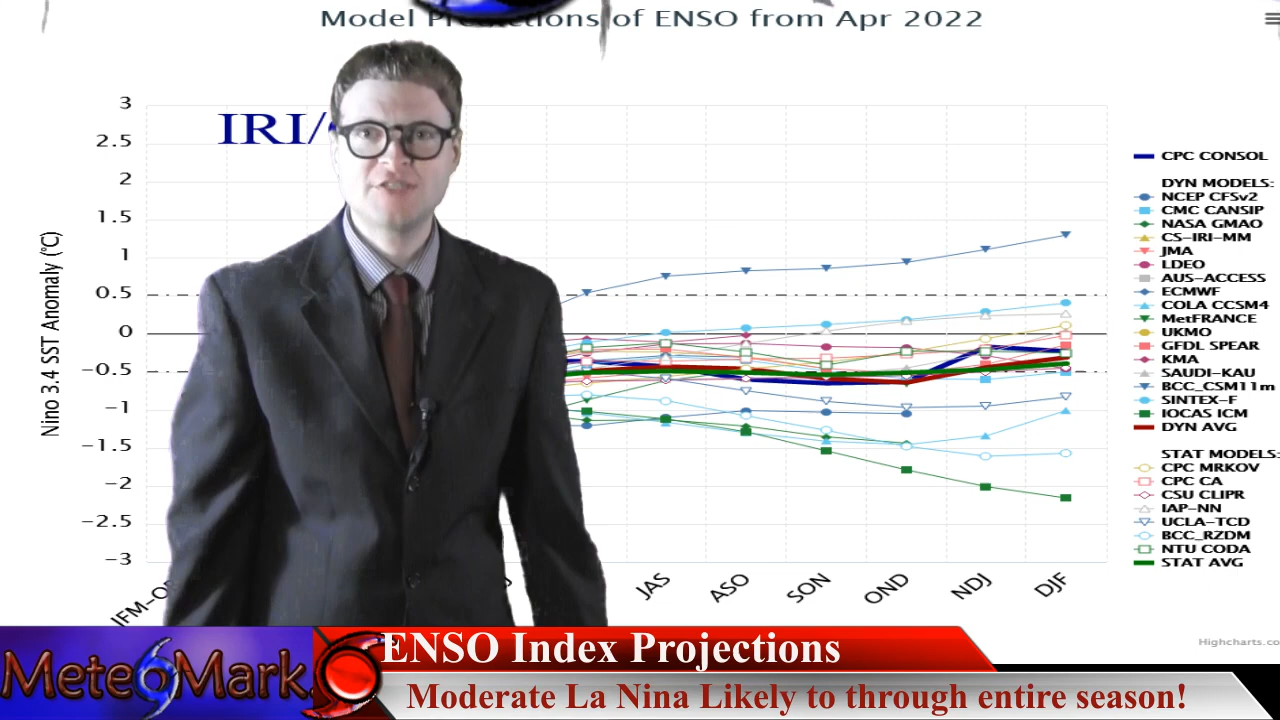 Model Predictions of ENSO from Apr 2022
IRI/
Nino 3.4 SST Anomaly (°C)
3
2.5
2
1.5
1
0.5
0
−0.5
−1
−1.5
−2
−2.5
−3
JAS
ASO
SON
OND
NDJ
DJF
CPC CONSOL
DYN MODELS:
NCEP CFSv2
CMC CANSIP
NASA GMAO
CS-IRI-MM
JMA
LDEO
AUS-ACCESS
ECMWF
COLA CCSM4
MetFRANCE
UKMO
GFDL SPEAR
KMA
SAUDI-KAU
BCC_CSM11m
SINTEX-F
IOCAS ICM
DYN AVG
STAT MODELS:
CPC MRKOV
CPC CA
CSU CLIPR
IAP-NN
UCLA-TCD
BCC_RZDM
NTU CODA
STAT AVG
Highcharts.co
MeteoMark.
ENSO Index Projections
Moderate La Nina Likely to through entire season!